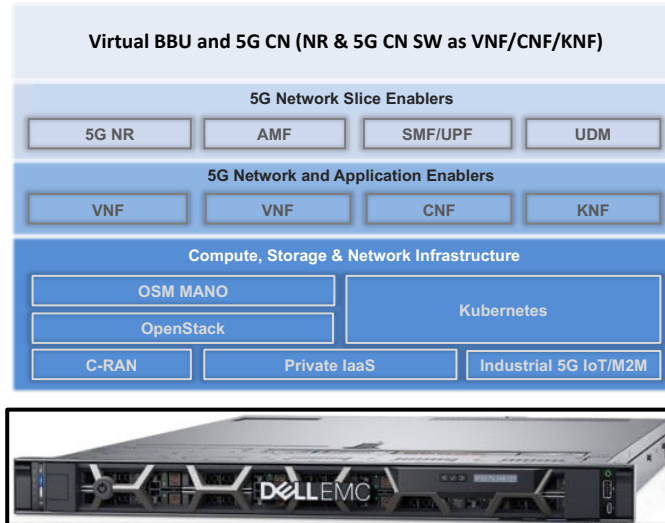 Virtual BBU and 5G CN (NR & 5G CN SW as VNF/CNF/KNF)
5G Network Slice Enablers
5G NR
AMF
SMF/UPF
UDM
5G Network and Application Enablers
VNF
VNF
CNF
KNF
Compute, Storage & Network Infrastructure
OSM MANO
Kubernetes
OpenStack
C-RAN
Private IaaS
Industrial 5G IoT/M2M
DELLEMC